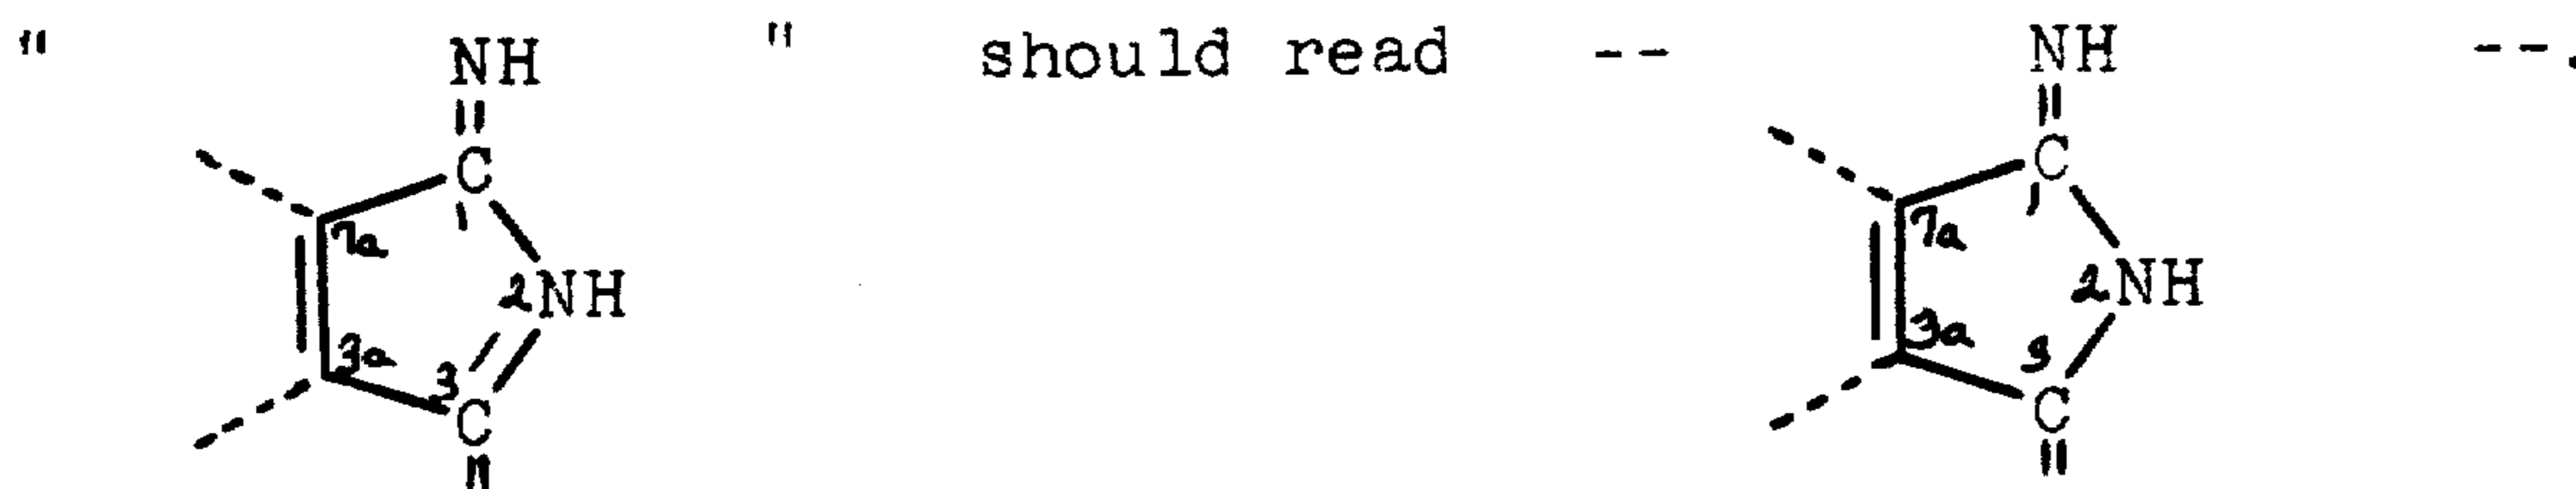 " NH " should read -- NH --.
C C
1 1
7a 7a
2NH 2NH
3a 3a
3 3
C C